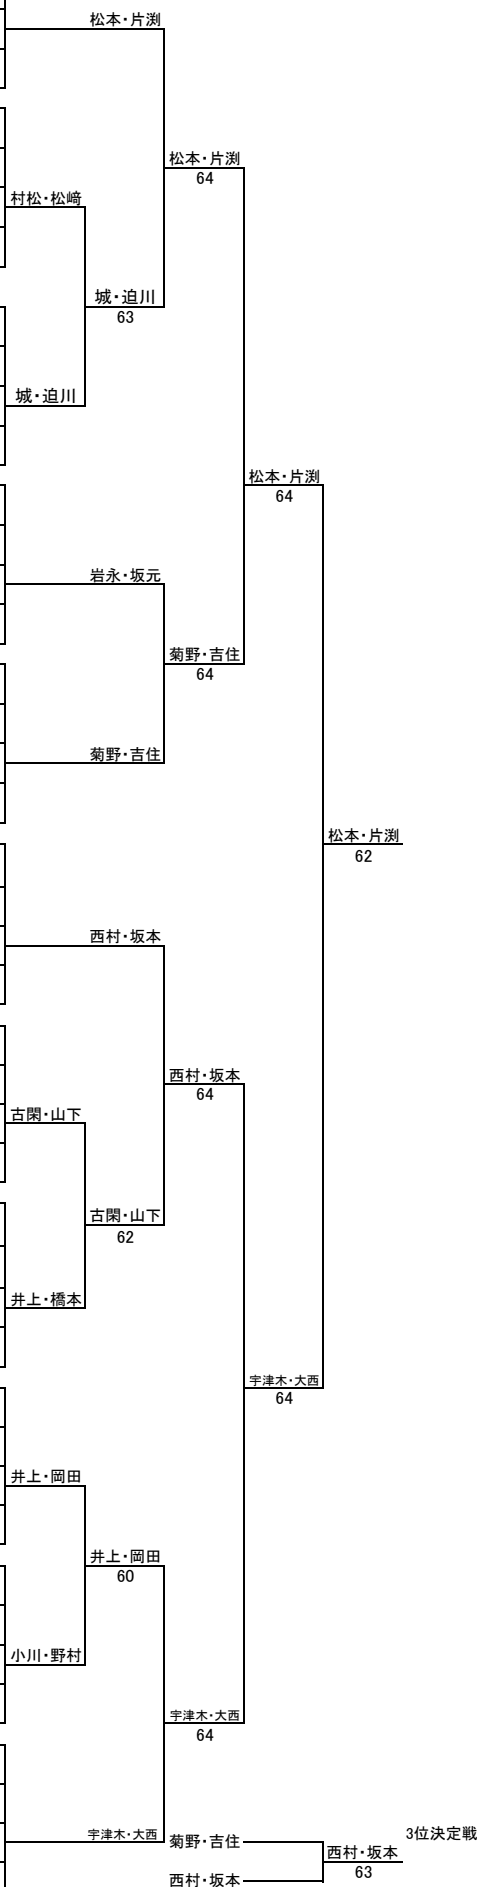 松本・片渕
松本・片渕
64
村松・松﨑
城・迫川
63
城・迫川
松本・片渕
64
岩永・坂元
菊野・吉住
64
菊野・吉住
松本・片渕
62
西村・坂本
西村・坂本
64
古閑・山下
古閑・山下
62
井上・橋本
宇津木・大西
64
井上・岡田
井上・岡田
60
小川・野村
宇津木・大西
64
宇津木・大西
菊野・吉住
3位決定戦
西村・坂本
63
西村・坂本